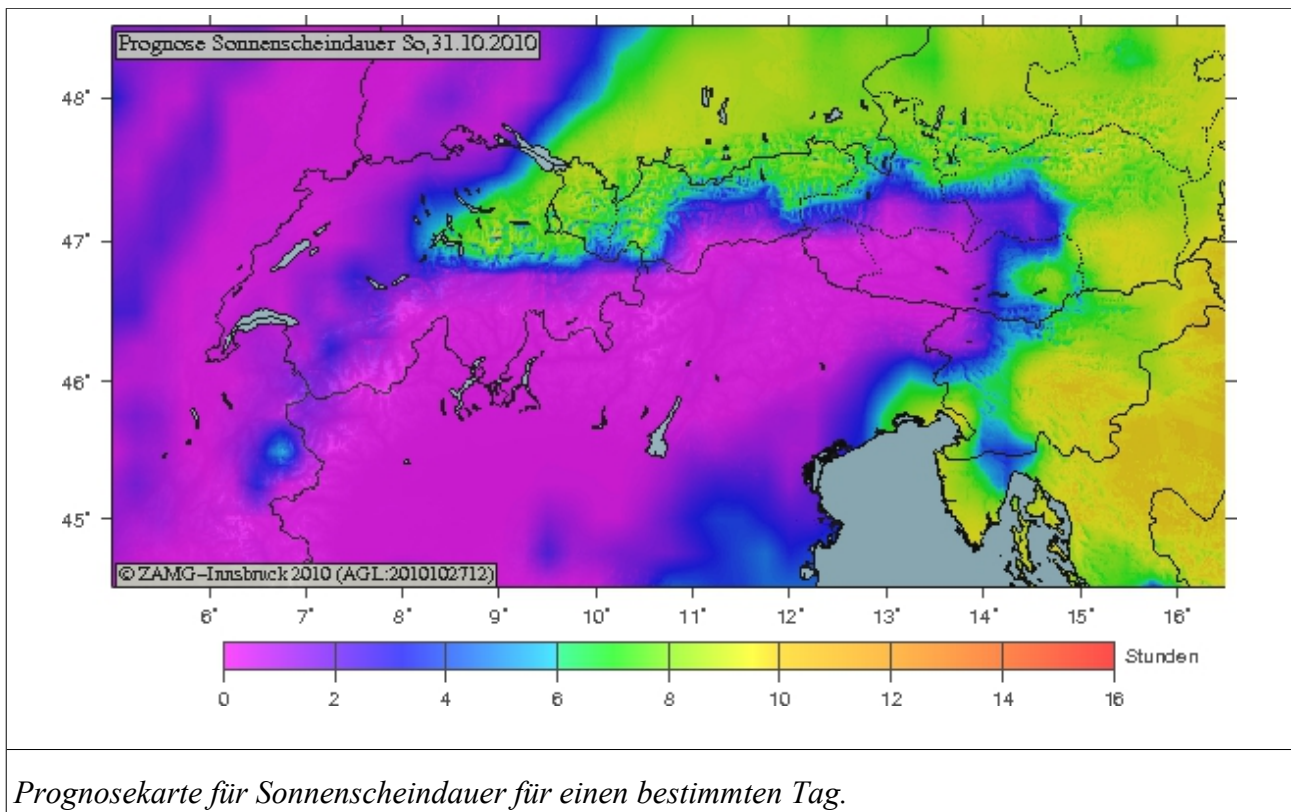 Prognose Sonnenscheindauer So,31.10.2010
48°
47°
46°
45°
© ZAMG-Innsbruck 2010 (AGL:2010102712)
6° 7° 8° 9° 10° 11° 12° 13° 14° 15° 16°
Stunden
0 2 4 6 8 10 12 14 16
Prognosekarte für Sonnenscheindauer für einen bestimmten Tag.